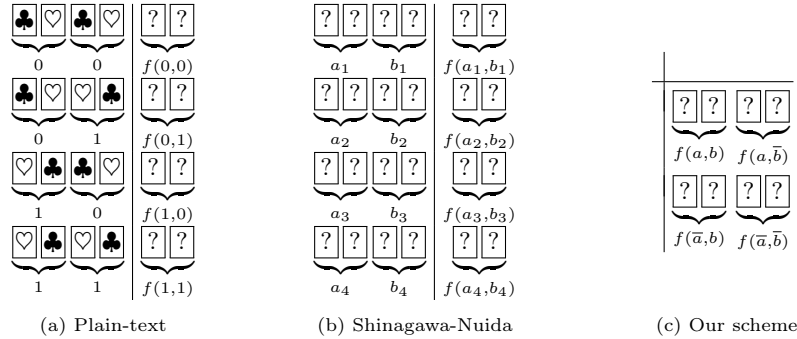 ♣ ♡ ♣ ♡ ? ?
0 0 f(0,0)
♣ ♡ ♡ ♣ ? ?
0 1 f(0,1)
♡ ♣ ♣ ♡ ? ?
1 0 f(1,0)
♡ ♣ ♡ ♣ ? ?
1 1 f(1,1)
(a) Plain-text
? ? ? ? ? ?
a₁ b₁ f(a₁,b₁)
? ? ? ? ? ?
a₂ b₂ f(a₂,b₂)
? ? ? ? ? ?
a₃ b₃ f(a₃,b₃)
? ? ? ? ? ?
a₄ b₄ f(a₄,b₄)
(b) Shinagawa-Nuida
? ? ? ?
f(a,b) f(a,b̅)
? ? ? ?
f(a̅,b) f(a̅,b̅)
(c) Our scheme